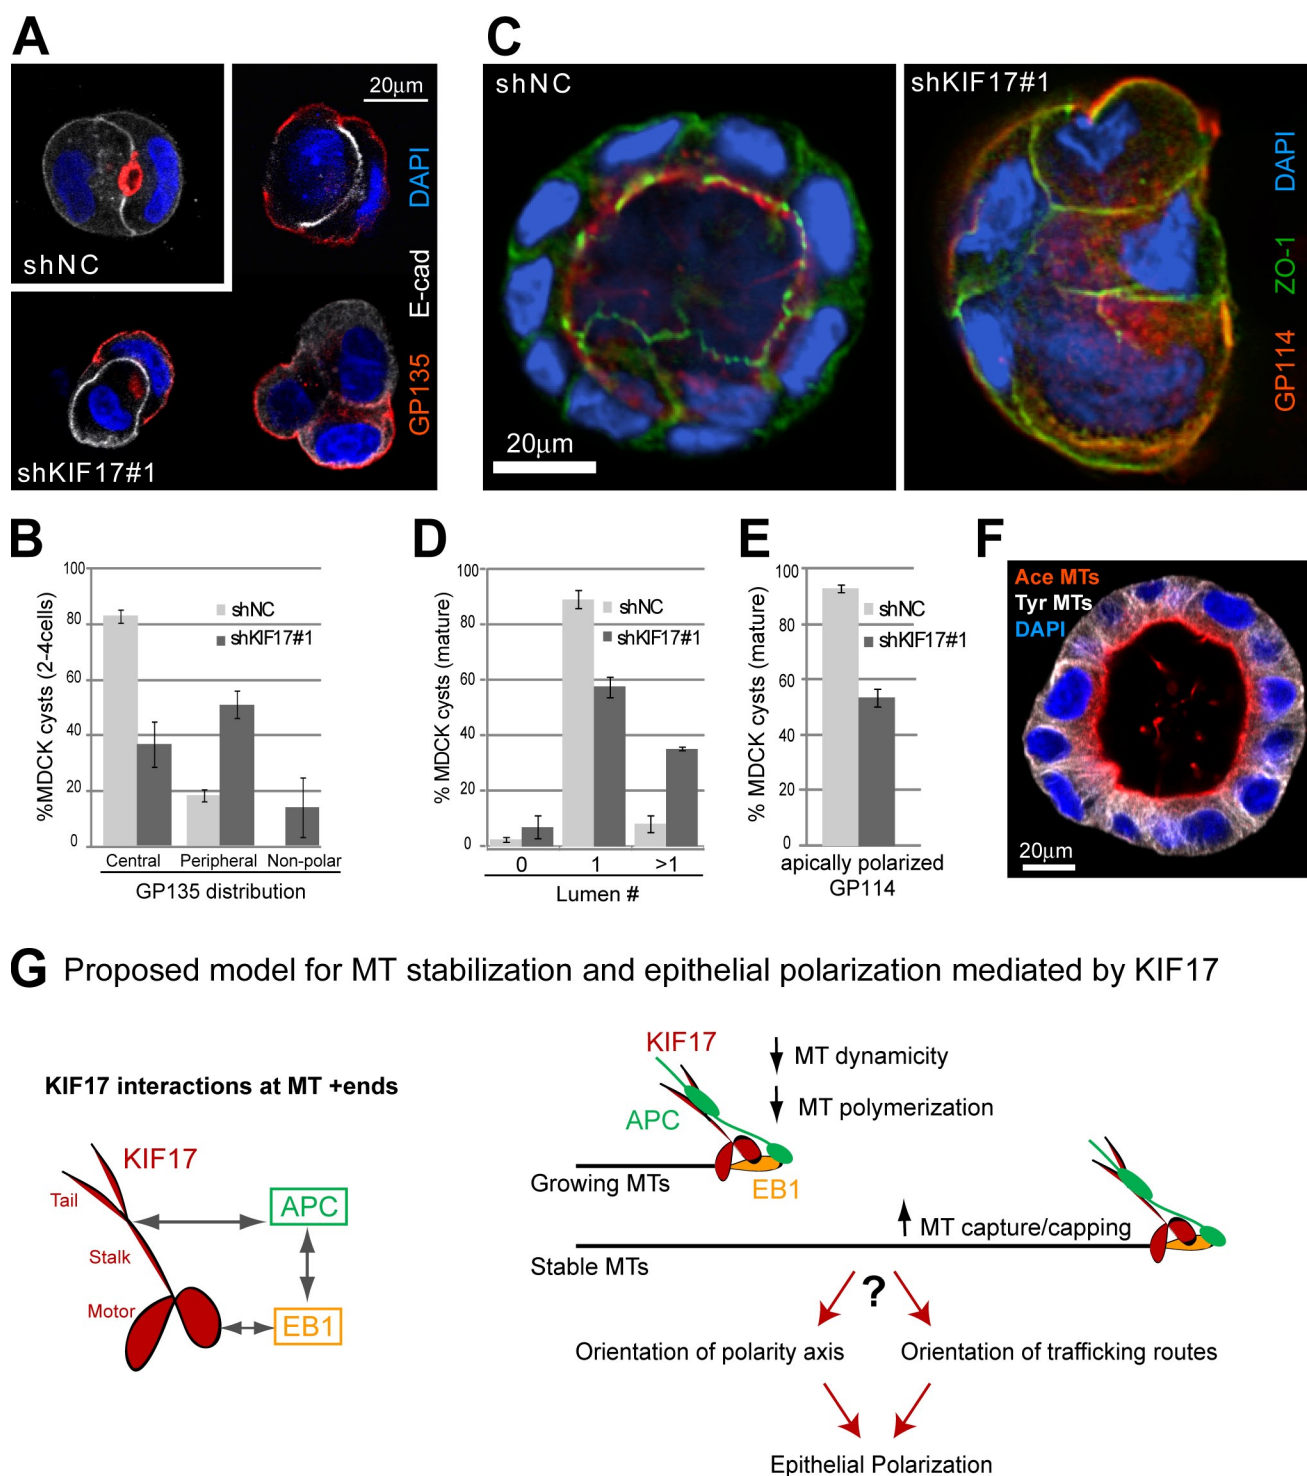 A
shNC
20µm
shKIF17#1
GP135 E-cad DAPI
C
shNC
20µm
shKIF17#1
GP114 ZO-1 DAPI
B
%MDCK cysts (2-4cells)
100
80
60
40
20
0
shNC
shKIF17#1
Central Peripheral Non-polar
GP135 distribution
D
% MDCK cysts (mature)
100
80
60
40
20
0
shNC
shKIF17#1
0 1 >1
Lumen #
E
% MDCK cysts (mature)
100
80
60
40
20
0
shNC
shKIF17#1
apically polarized
GP114
F
Ace MTs
Tyr MTs
DAPI
20µm
G Proposed model for MT stabilization and epithelial polarization mediated by KIF17
KIF17 interactions at MT +ends
KIF17
Tail
APC
Stalk
Motor
EB1
KIF17
MT dynamicity
APC
MT polymerization
Growing MTs
EB1
MT capture/capping
Stable MTs
?
Orientation of polarity axis
Orientation of trafficking routes
Epithelial Polarization